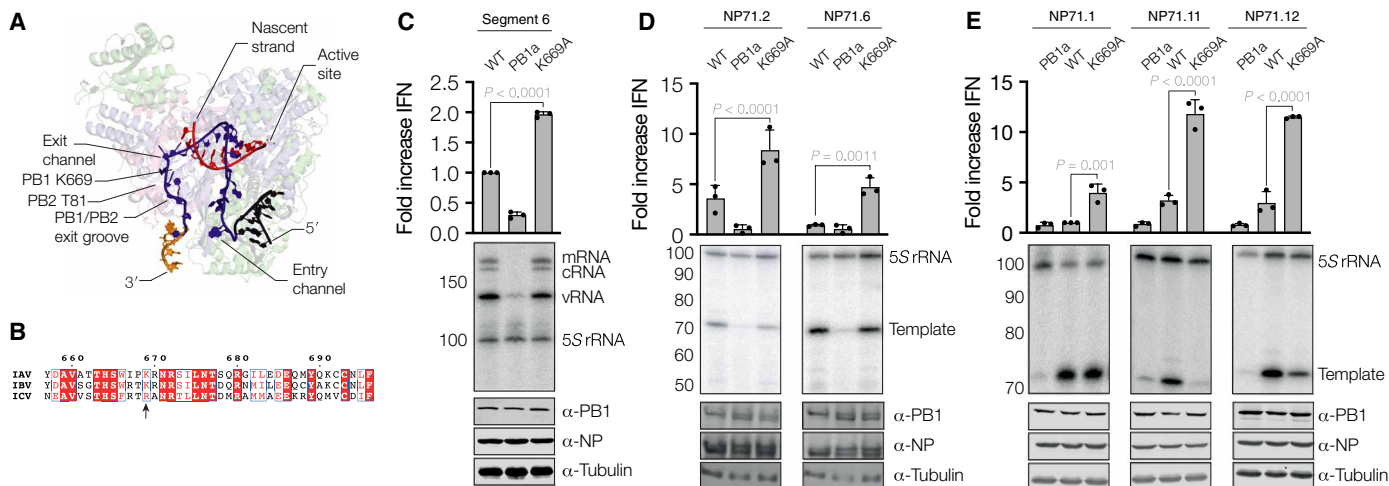 A
Nascent
strand
Active
site
Exit
channel
PB1 K669
PB2 T81
PB1/PB2
exit groove
3′
5′
Entry
channel
B
660 670 680 690
IAV YDAVATTHSWIPKRNRSILNTSQRGILEDEQMYQKCCNLF
IBV YDAVSGTHSWRTKRNRSILNTDQRNMILEEQCYAKCCNLF
ICV NEAVVSTHSFRTRANRTLLNTDMRAMMAEEKRYQMVCDIF
C
Segment 6
WT PB1a K669A
Fold increase IFN
2.5
2.0
1.5
1.0
0.5
0.0
P < 0.0001
150
100
mRNA
cRNA
vRNA
5S rRNA
α-PB1
α-NP
α-Tubulin
D
NP71.2 NP71.6
WT PB1a K669A WT PB1a K669A
Fold increase IFN
15
10
5
0
P < 0.0001
P = 0.0011
100
90
80
70
60
50
5S rRNA
Template
α-PB1
α-NP
α-Tubulin
E
NP71.1 NP71.11 NP71.12
PB1a WT K669A PB1a WT K669A PB1a WT K669A
Fold increase IFN
15
10
5
0
P = 0.001
P < 0.0001
P < 0.0001
100
90
80
70
5S rRNA
Template
α-PB1
α-NP
α-Tubulin